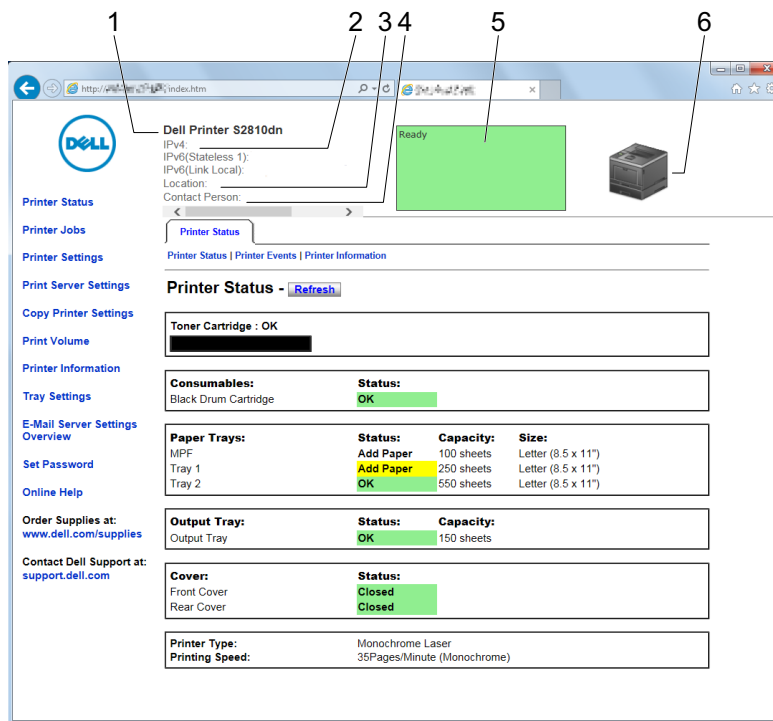 1 2 3 4 5 6
http:// index.htm
DELL
Dell Printer S2810dn
IPv4:
IPv6(Stateless 1):
IPv6(Link Local):
Location:
Contact Person:
Ready
Printer Status
Printer Jobs
Printer Settings
Print Server Settings
Copy Printer Settings
Print Volume
Printer Information
Tray Settings
E-Mail Server Settings
Overview
Set Password
Online Help
Order Supplies at:
www.dell.com/supplies
Contact Dell Support at:
support.dell.com
Printer Status
Printer Status | Printer Events | Printer Information
Printer Status - Refresh
Toner Cartridge : OK
Consumables: Status:
Black Drum Cartridge OK
Paper Trays: Status: Capacity: Size:
MPF Add Paper 100 sheets Letter (8.5 x 11")
Tray 1 Add Paper 250 sheets Letter (8.5 x 11")
Tray 2 OK 550 sheets Letter (8.5 x 11")
Output Tray: Status: Capacity:
Output Tray OK 150 sheets
Cover: Status:
Front Cover Closed
Rear Cover Closed
Printer Type: Monochrome Laser
Printing Speed: 35Pages/Minute (Monochrome)